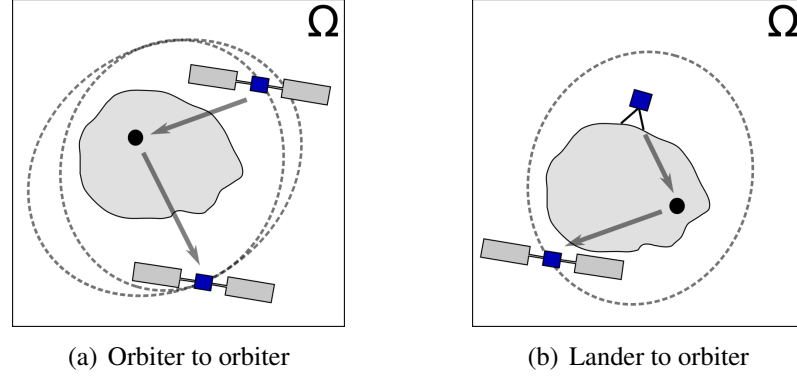 Ω
Ω
(a) Orbiter to orbiter
(b) Lander to orbiter